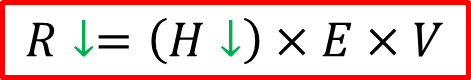 R ↓= (H ↓) × E × V